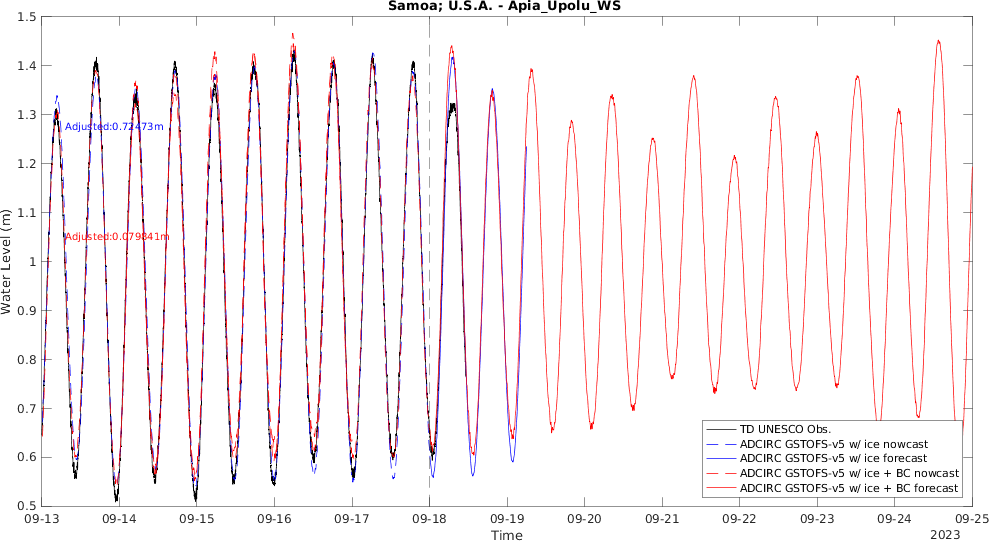 Samoa; U.S.A. - Apia_Upolu_WS
1.5
1.4
1.3
Adjusted:0.72473m
1.2
1.1
Adjusted:0.079841m
1
0.9
0.8
0.7
0.6
0.5
Water Level (m)
TD UNESCO Obs.
ADCIRC GSTOFS-v5 w/ ice nowcast
ADCIRC GSTOFS-v5 w/ ice forecast
ADCIRC GSTOFS-v5 w/ ice + BC nowcast
ADCIRC GSTOFS-v5 w/ ice + BC forecast
09-13 09-14 09-15 09-16 09-17 09-18 09-19 09-20 09-21 09-22 09-23 09-24 09-25
Time
2023